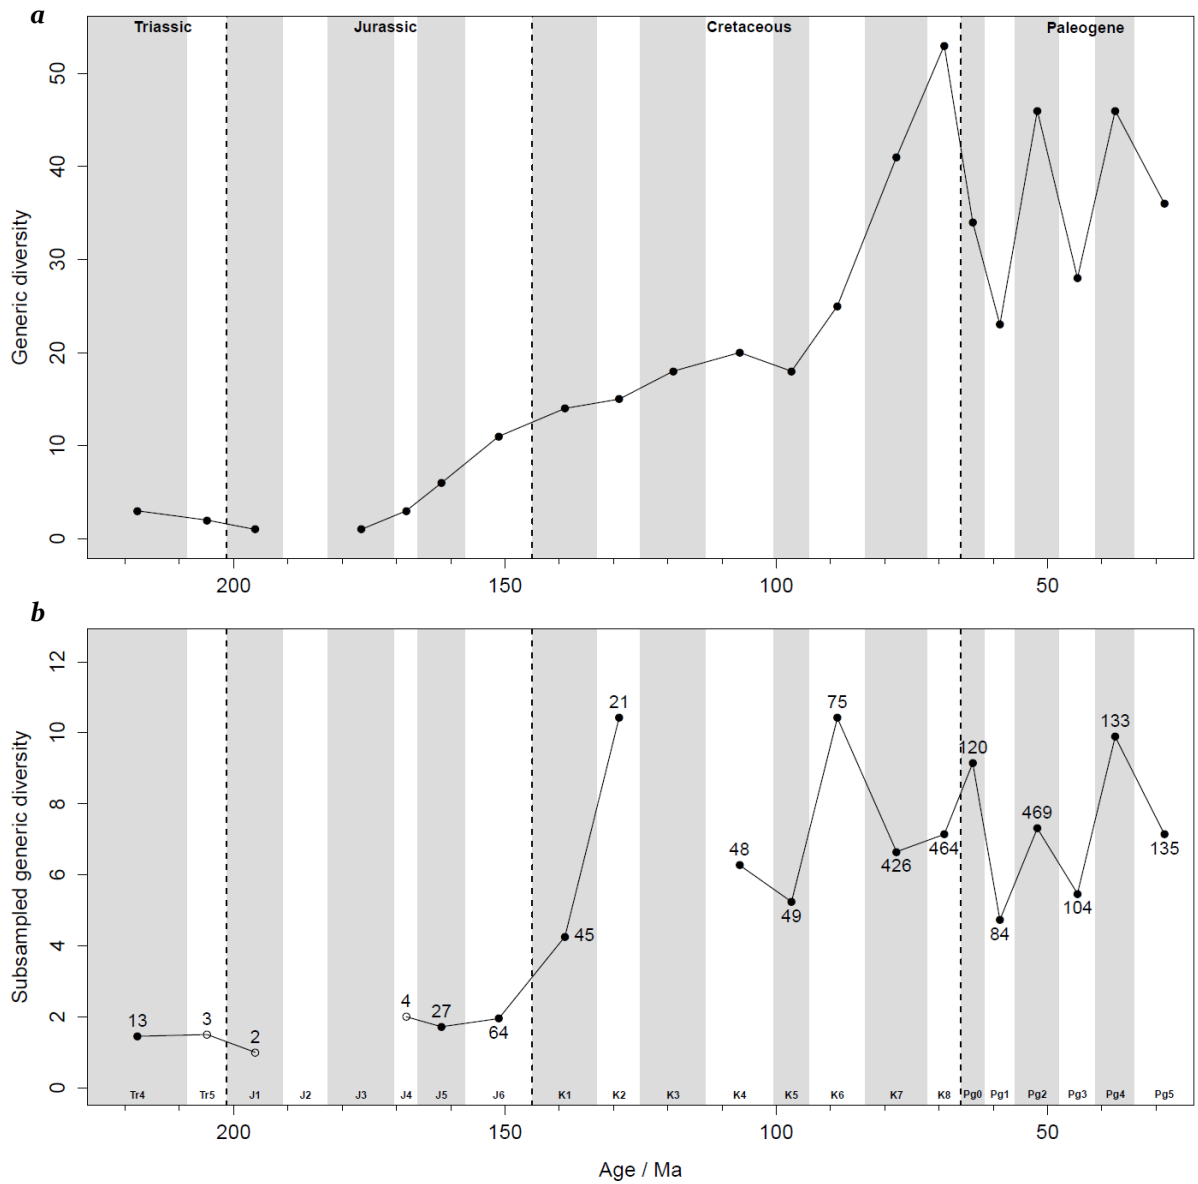 a
Triassic Jurassic Cretaceous Paleogene
50
40
30
20
10
0
Generic diversity
200 150 100 50
b
12
10
8
6
4
2
0
Subsampled generic diversity
13 3 2 4 27 64 45 21 48 49 75 426 464 120 84 469 104 133 135
Tr4 Tr5 J1 J2 J3 J4 J5 J6 K1 K2 K3 K4 K5 K6 K7 K8 Pg0 Pg1 Pg2 Pg3 Pg4 Pg5
200 150 100 50
Age / Ma